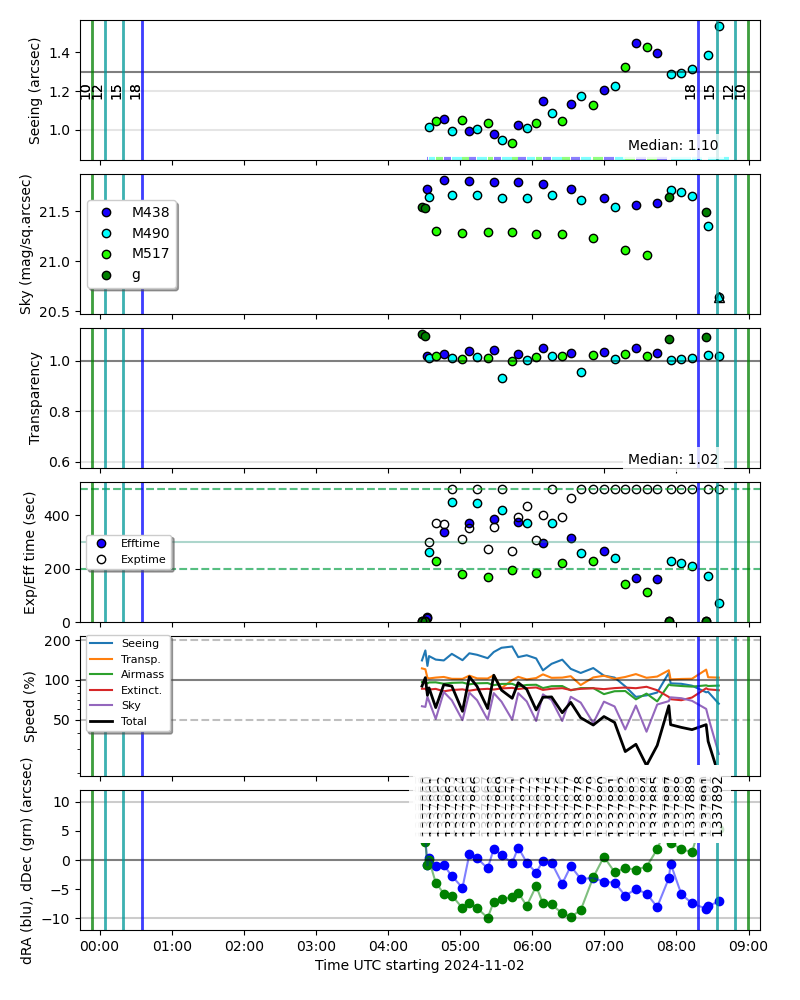 Seeing (arcsec)
1.4
1.2
1.0
10
12
15
18
18
15
12
10
Median: 1.10
Sky (mag/sq.arcsec)
21.5
21.0
20.5
M438
M490
M517
g
Transparency
1.0
0.8
0.6
Median: 1.02
Exp/Eff time (sec)
400
200
0
Efftime
Exptime
Speed (%)
200
100
50
Seeing
Transp.
Airmass
Extinct.
Sky
Total
dRA (blu), dDec (grn) (arcsec)
10
5
0
−5
−10
1337889
1337892
00:00
01:00
02:00
03:00
04:00
05:00
06:00
07:00
08:00
09:00
Time UTC starting 2024-11-02